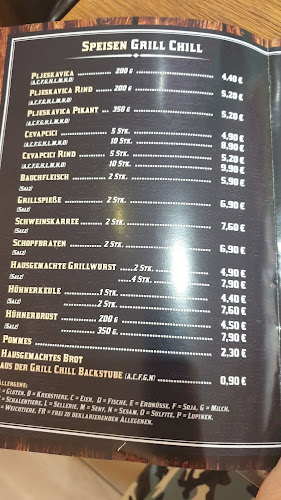 Speisen Grill Chill
Pljeskavica 200 g 4,40 €
(A,C,F,G,H,L,M,N,O)
Pljeskavica Rind 200 g 5,20 €
(A,C,F,G,H,L,M,N,O)
Pljeskavica Pikant 350 g 5,20 €
(A,C,F,G,H,L,M,N,O)
Cevapcici 5 Stk. 4,90 €
(A,C,F,G,H,L,M,N,O) 10 Stk. 8,90 €
Cevapcici Rind 5 Stk. 5,20 €
(A,C,F,G,H,L,M,N,O) 10 Stk. 9,90 €
Bauchfleisch 2 Stk. 5,90 €
(Salz)
Grillspieße 2 Stk. 6,90 €
(Salz)
Schweinskarree 2 Stk. 7,60 €
(Salz)
Schopfbraten 2 Stk. 6,90 €
(Salz)
Hausgemachte Grillwurst 2 Stk. 4,90 €
(Salz) 4 Stk. 7,90 €
Hühnerkeule 1 Stk. 4,40 €
(Salz) 2 Stk. 7,60 €
Hühnerbrust 200 g 4,50 €
(Salz) 350 g 7,90 €
Pommes 2,30 €
Hausgemachtes Brot
aus der Grill Chill Backstube (A,C,F,G,N) 0,90 €
Allergene:
= Gluten, B = Krebstiere, C = Eier, D = Fische, E = Erdnüsse, F = Soja, G = Milch,
= Schalentiere, L = Sellerie, M = Senf, N = Sesam, O = Sulfite, P = Lupinen,
= Weichtiere, FR = frei zu deklarierender Allegenen.